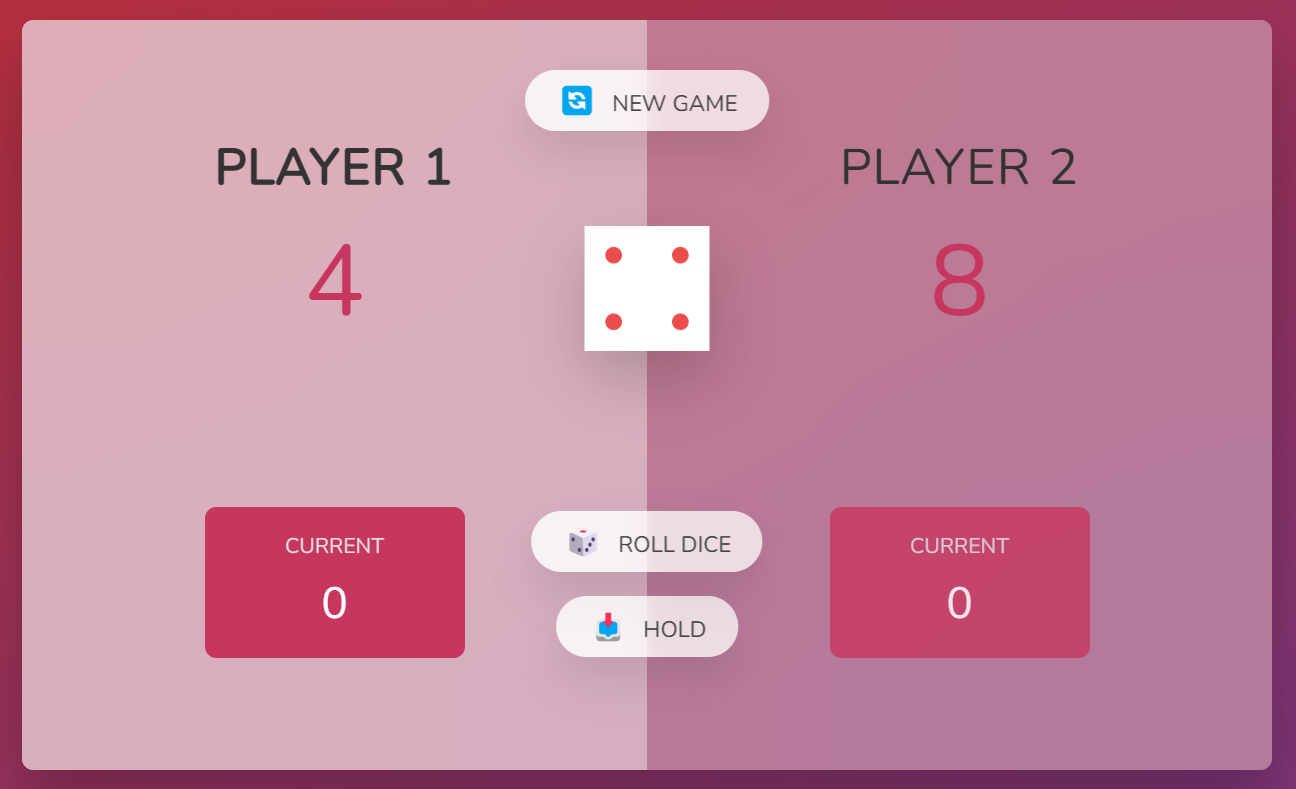 NEW GAME
PLAYER 1
4
PLAYER 2
8
CURRENT
0
ROLL DICE
HOLD
CURRENT
0